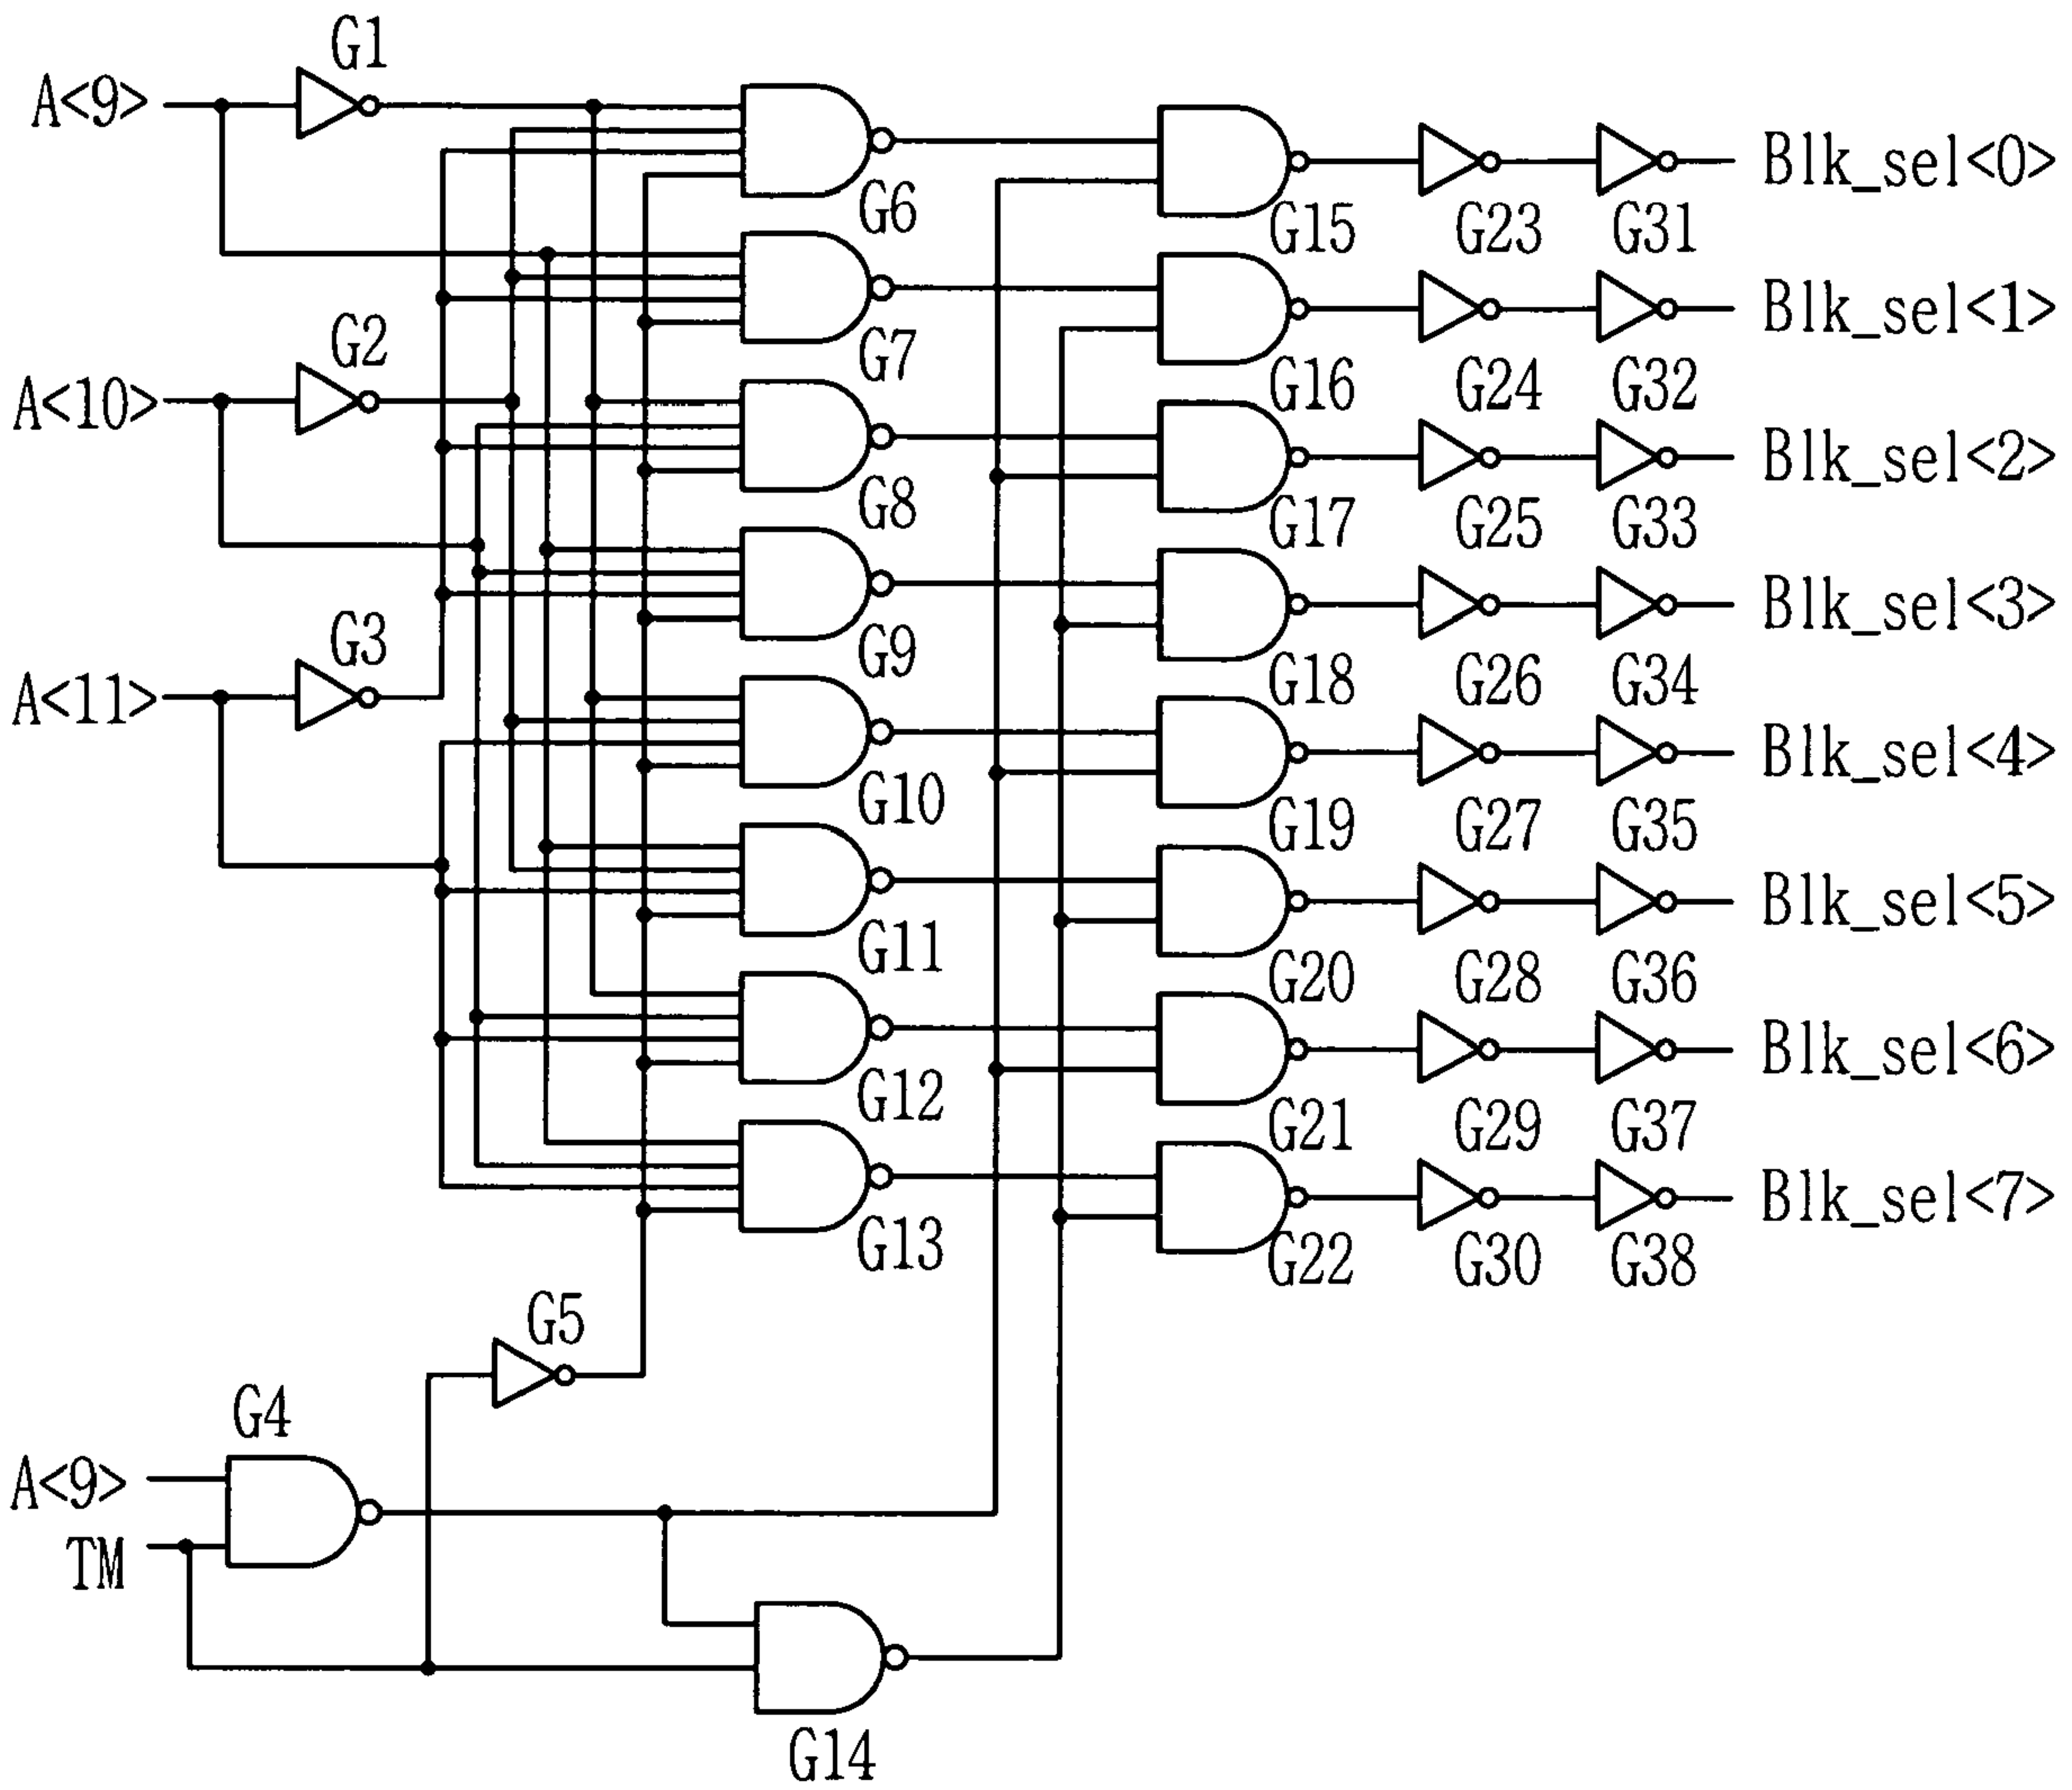 G1
A<9>
G6
G15
G23
G31
Blk_sel<0>
G2
G7
G16
G24
G32
Blk_sel<1>
A<10>
G8
G17
G25
G33
Blk_sel<2>
G3
G9
G18
G26
G34
Blk_sel<3>
A<11>
G10
G19
G27
G35
Blk_sel<4>
G11
G20
G28
G36
Blk_sel<5>
G12
G21
G29
G37
Blk_sel<6>
G13
G22
G30
G38
Blk_sel<7>
G5
G4
A<9>
TM
G14